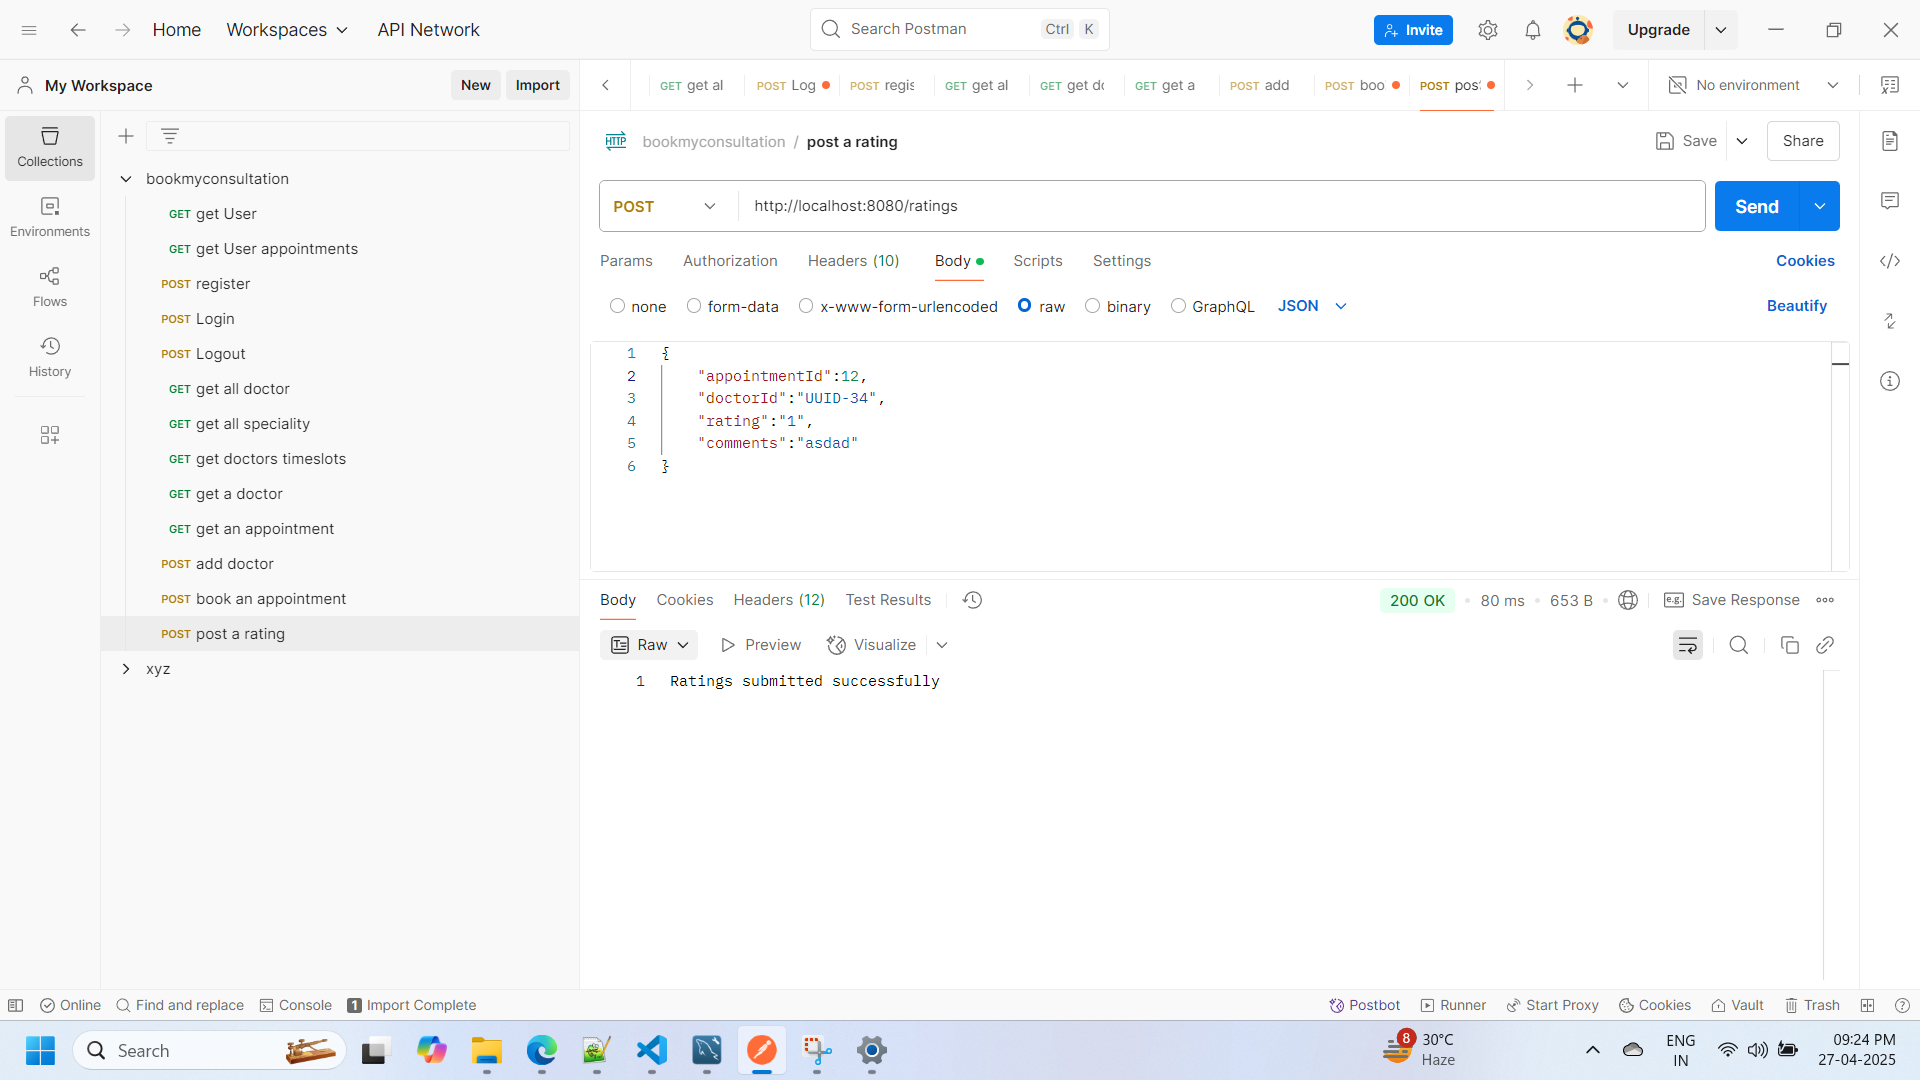 Home
Workspaces
API Network
Search Postman
Ctrl K
Invite
Upgrade
My Workspace
New
Import
GET get al
POST Log
POST regis
GET get al
GET get do
GET get a
POST add
POST boo
POST pos
No environment
Collections
Environments
Flows
History
bookmyconsultation
GET get User
GET get User appointments
POST register
POST Login
POST Logout
GET get all doctor
GET get all speciality
GET get doctors timeslots
GET get a doctor
GET get an appointment
POST add doctor
POST book an appointment
POST post a rating
xyz
HTTP bookmyconsultation / post a rating
Save
Share
POST
http://localhost:8080/ratings
Send
Params
Authorization
Headers (10)
Body
Scripts
Settings
Cookies
none
form-data
x-www-form-urlencoded
raw
binary
GraphQL
JSON
Beautify
1 {
2 "appointmentId":12,
3 "doctorId":"UUID-34",
4 "rating":"1",
5 "comments":"asdad"
6 }
Body
Cookies
Headers (12)
Test Results
200 OK
80 ms
653 B
e.g. Save Response
Raw
Preview
Visualize
1 Ratings submitted successfully
Online
Find and replace
Console
1 Import Complete
Postbot
Runner
Start Proxy
Cookies
Vault
Trash
Search
8
30°C
Haze
ENG
IN
09:24 PM
27-04-2025